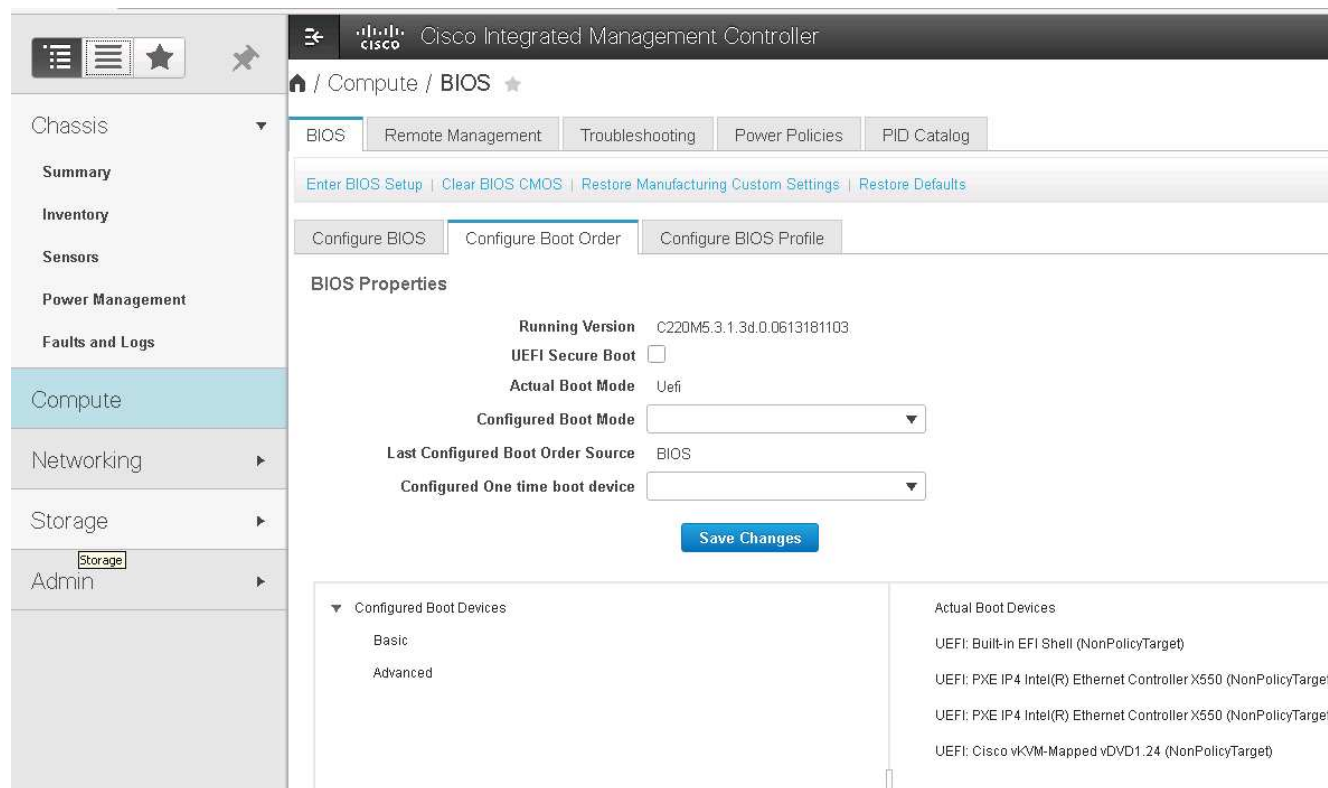 cisco Cisco Integrated Management Controller
/ Compute / BIOS
Chassis
Summary
Inventory
Sensors
Power Management
Faults and Logs
Compute
Networking
Storage
Storage
Admin
BIOS Remote Management Troubleshooting Power Policies PID Catalog
Enter BIOS Setup | Clear BIOS CMOS | Restore Manufacturing Custom Settings | Restore Defaults
Configure BIOS Configure Boot Order Configure BIOS Profile
BIOS Properties
Running Version C220M5.3.1.3d.0.0613181103
UEFI Secure Boot
Actual Boot Mode Uefi
Configured Boot Mode
Last Configured Boot Order Source BIOS
Configured One time boot device
Save Changes
Configured Boot Devices
Basic
Advanced
Actual Boot Devices
UEFI: Built-in EFI Shell (NonPolicyTarget)
UEFI: PXE IP4 Intel(R) Ethernet Controller X550 (NonPolicyTarget
UEFI: PXE IP4 Intel(R) Ethernet Controller X550 (NonPolicyTarget
UEFI: Cisco vKVM-Mapped vDVD1.24 (NonPolicyTarget)